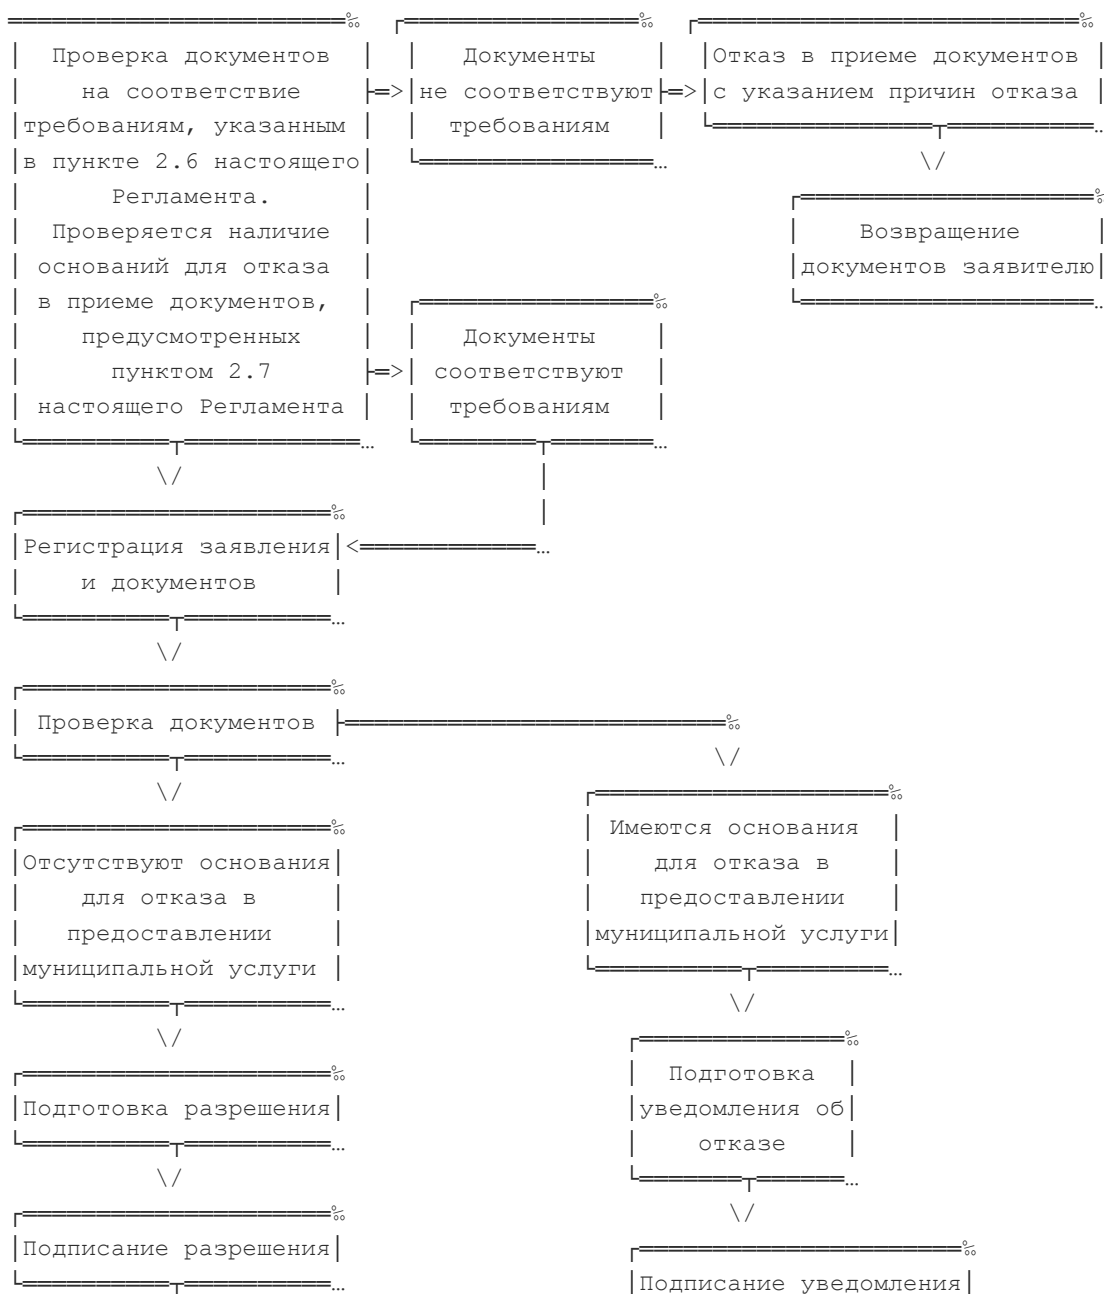 Проверка документов
на соответствие
требованиям, указанным
в пункте 2.6 настоящего
Регламента.
Проверяется наличие
оснований для отказа
в приеме документов,
предусмотренных
пунктом 2.7
настоящего Регламента
Документы
не соответствуют
требованиям
Отказ в приеме документов
с указанием причин отказа
Возвращение
документов заявителю
Документы
соответствуют
требованиям
Регистрация заявления
и документов
Проверка документов
Отсутствуют основания
для отказа в
предоставлении
муниципальной услуги
Имеются основания
для отказа в
предоставлении
муниципальной услуги
Подготовка разрешения
Подготовка
уведомления об
отказе
Подписание разрешения
Подписание уведомления